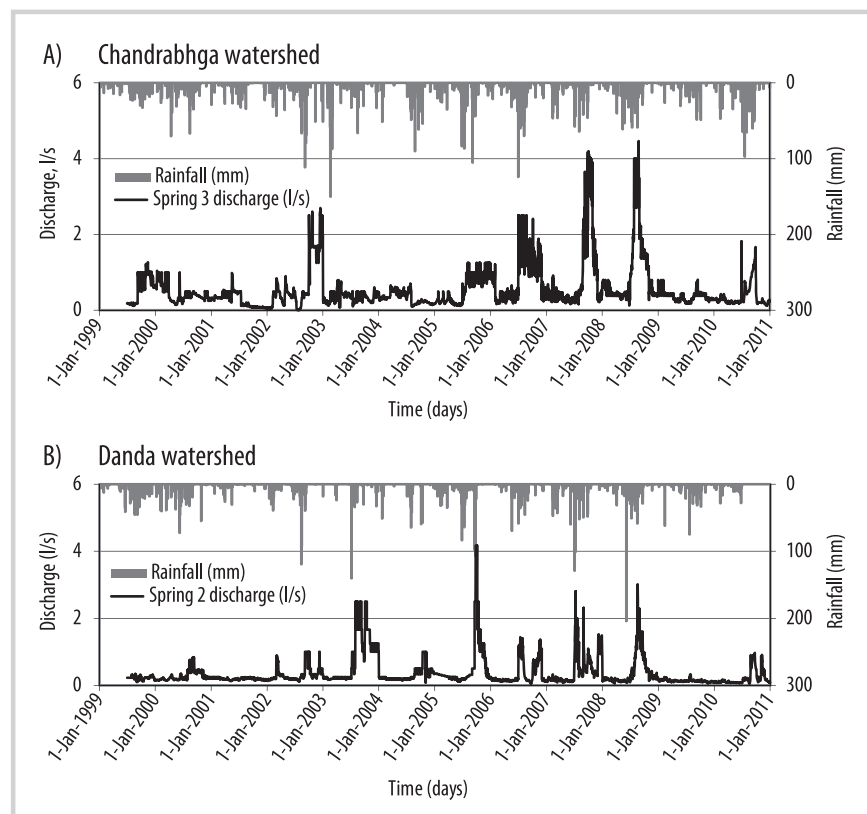 A) Chandrabhga watershed
6
4
2
0
Discharge, l/s
0
100
200
300
Rainfall (mm)
Rainfall (mm)
Spring 3 discharge (l/s)
1-Jan-1999
1-Jan-2000
1-Jan-2001
1-Jan-2002
1-Jan-2003
1-Jan-2004
1-Jan-2005
1-Jan-2006
1-Jan-2007
1-Jan-2008
1-Jan-2009
1-Jan-2010
1-Jan-2011
Time (days)
B) Danda watershed
6
4
2
0
Discharge (l/s)
0
100
200
300
Rainfall (mm)
Rainfall (mm)
Spring 2 discharge (l/s)
1-Jan-1999
1-Jan-2000
1-Jan-2001
1-Jan-2002
1-Jan-2003
1-Jan-2004
1-Jan-2005
1-Jan-2006
1-Jan-2007
1-Jan-2008
1-Jan-2009
1-Jan-2010
1-Jan-2011
Time (days)